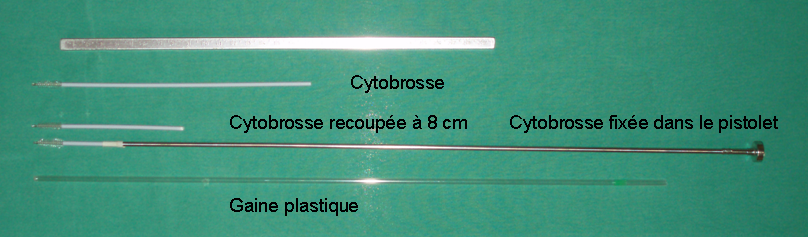 Cytobrosse
Cytobrosse recoupée à 8 cm
Cytobrosse fixée dans le pistolet
Gaine plastique